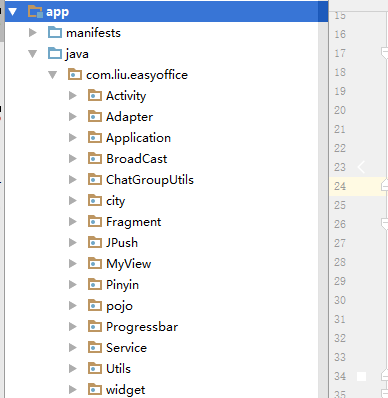 app
manifests
java
com.liu.easyoffice
Activity
Adapter
Application
BroadCast
ChatGroupUtils
city
Fragment
JPush
MyView
Pinyin
pojo
Progressbar
Service
Utils
widget
15
16
17
18
19
20
21
22
23
24
25
26
27
28
29
30
31
32
33
34
35